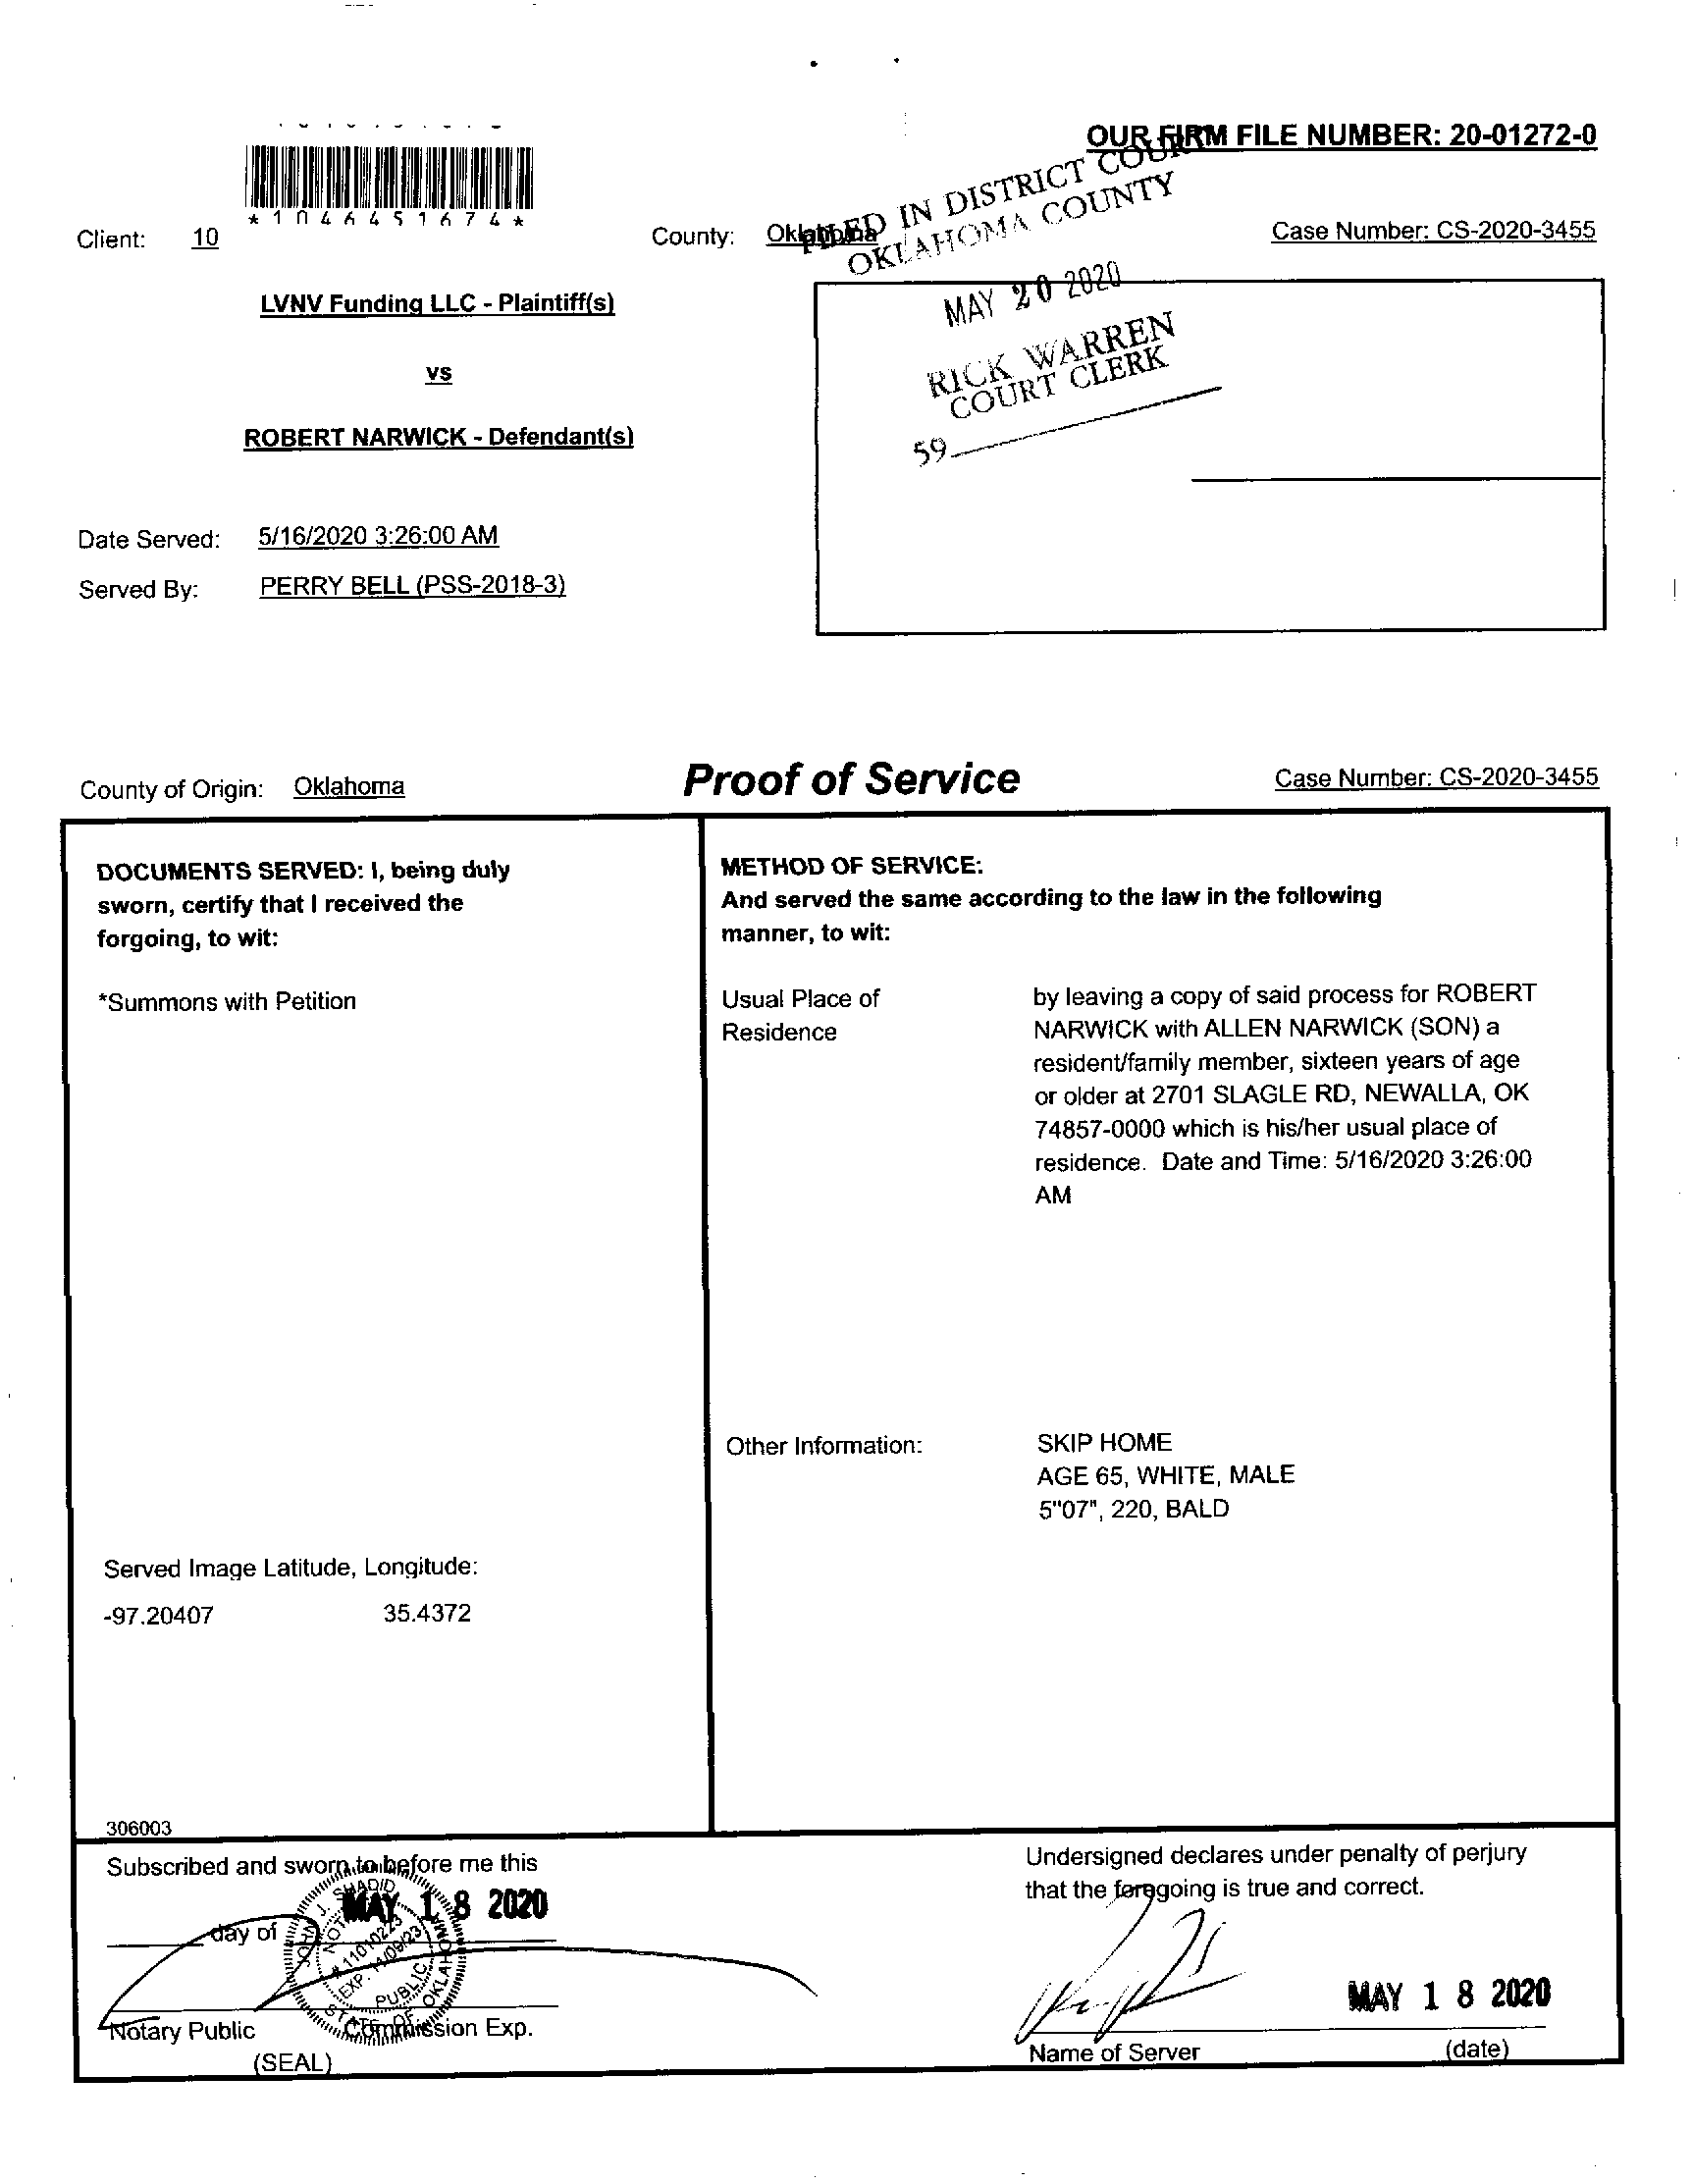 OUR FIRM FILE NUMBER: 20-01272-0
*1046451674*
Client: 10
County: Oklahoma
Case Number: CS-2020-3455
FILED IN DISTRICT COURT
OKLAHOMA COUNTY
MAY 20 2020
RICK WARREN
COURT CLERK
59
LVNV Funding LLC - Plaintiff(s)
vs
ROBERT NARWICK - Defendant(s)
Date Served: 5/16/2020 3:26:00 AM
Served By: PERRY BELL (PSS-2018-3)
County of Origin: Oklahoma
Proof of Service
Case Number: CS-2020-3455
DOCUMENTS SERVED: I, being duly
sworn, certify that I received the
forgoing, to wit:
*Summons with Petition
METHOD OF SERVICE:
And served the same according to the law in the following
manner, to wit:
Usual Place of
Residence
by leaving a copy of said process for ROBERT
NARWICK with ALLEN NARWICK (SON) a
resident/family member, sixteen years of age
or older at 2701 SLAGLE RD, NEWALLA, OK
74857-0000 which is his/her usual place of
residence. Date and Time: 5/16/2020 3:26:00
AM
Other Information:
SKIP HOME
AGE 65, WHITE, MALE
5"07", 220, BALD
Served Image Latitude, Longitude:
-97.20407 35.4372
306003
Subscribed and sworn to before me this
MAY 18 2020
day of
JOHN J. SHADID
NOTARY PUBLIC
# 11010223
EXP. 11/09/23
STATE OF OKLAHOMA
Notary Public
Commission Exp.
(SEAL)
Undersigned declares under penalty of perjury
that the foregoing is true and correct.
MAY 18 2020
Name of Server
(date)